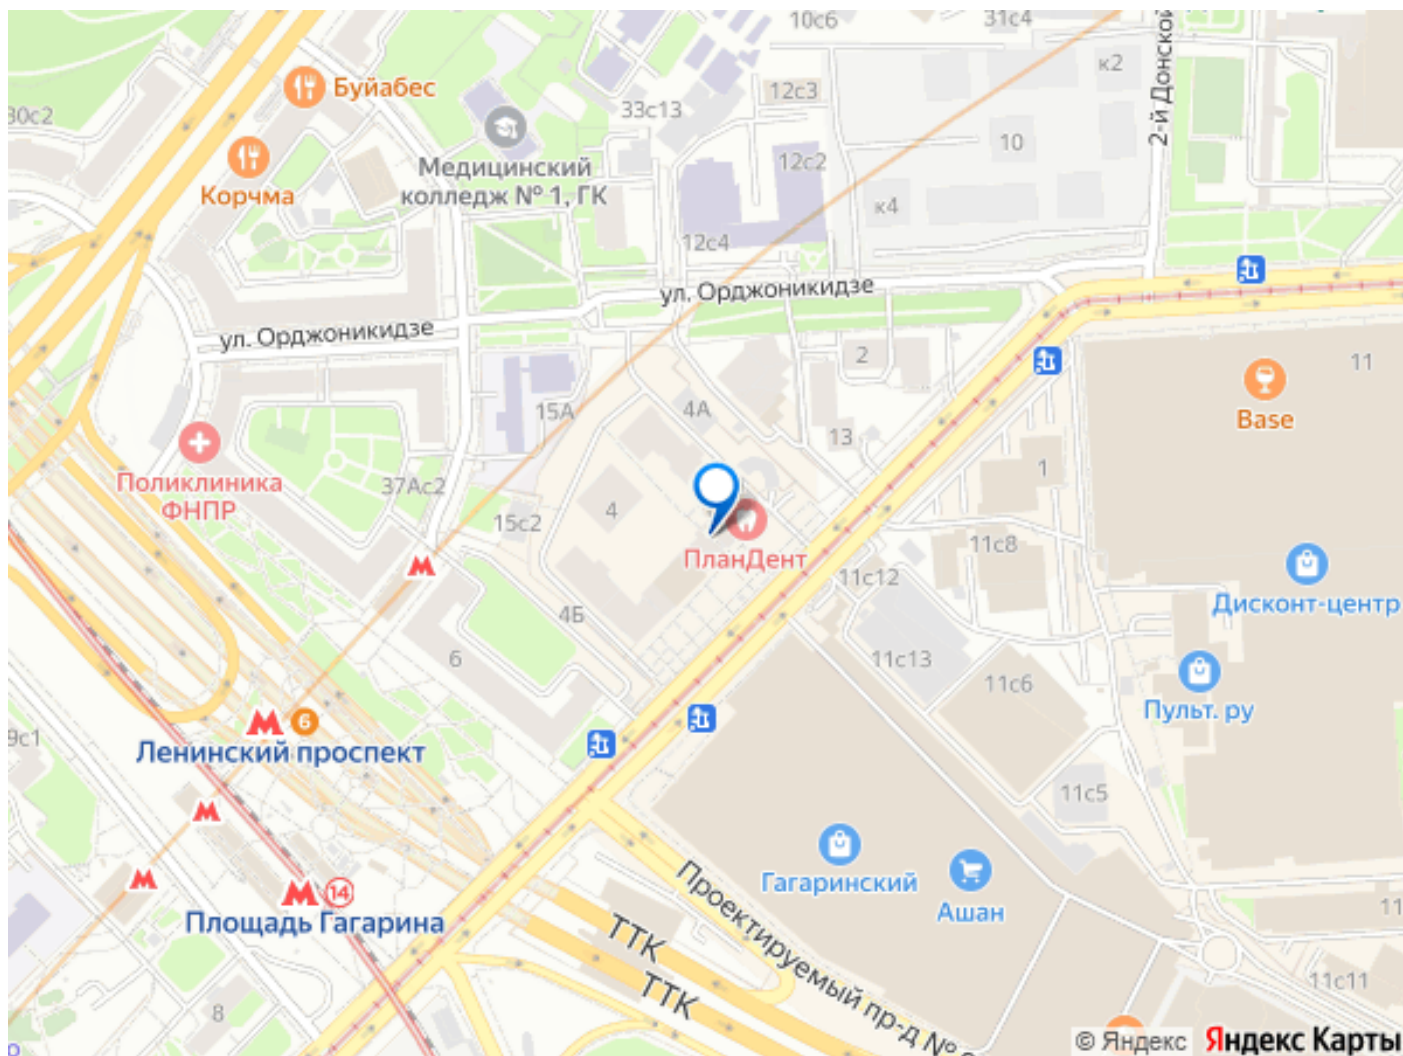 10с6
31с4
2-й Донской
к2
Буйабес
12с3
30с2
33с13
10
Медицинский
колледж № 1, ГК
12с2
Корчма
к4
12с4
ул. Орджоникидзе
ул. Орджоникидзе
2
11
Base
15А
4А
13
1
Поликлиника
ФНПР
37Ас2
4
15с2
ПланДент
11с8
11с12
Дисконт-центр
4Б
6
11с13
11с6
Пульт. ру
М
6
Ленинский проспект
9с1
М
М
М
11с5
М
14
Площадь Гагарина
Гагаринский
Ашан
11
ТТК
ТТК
Проектируемый пр-д №
11с11
8
© Яндекс
Яндекс Карты